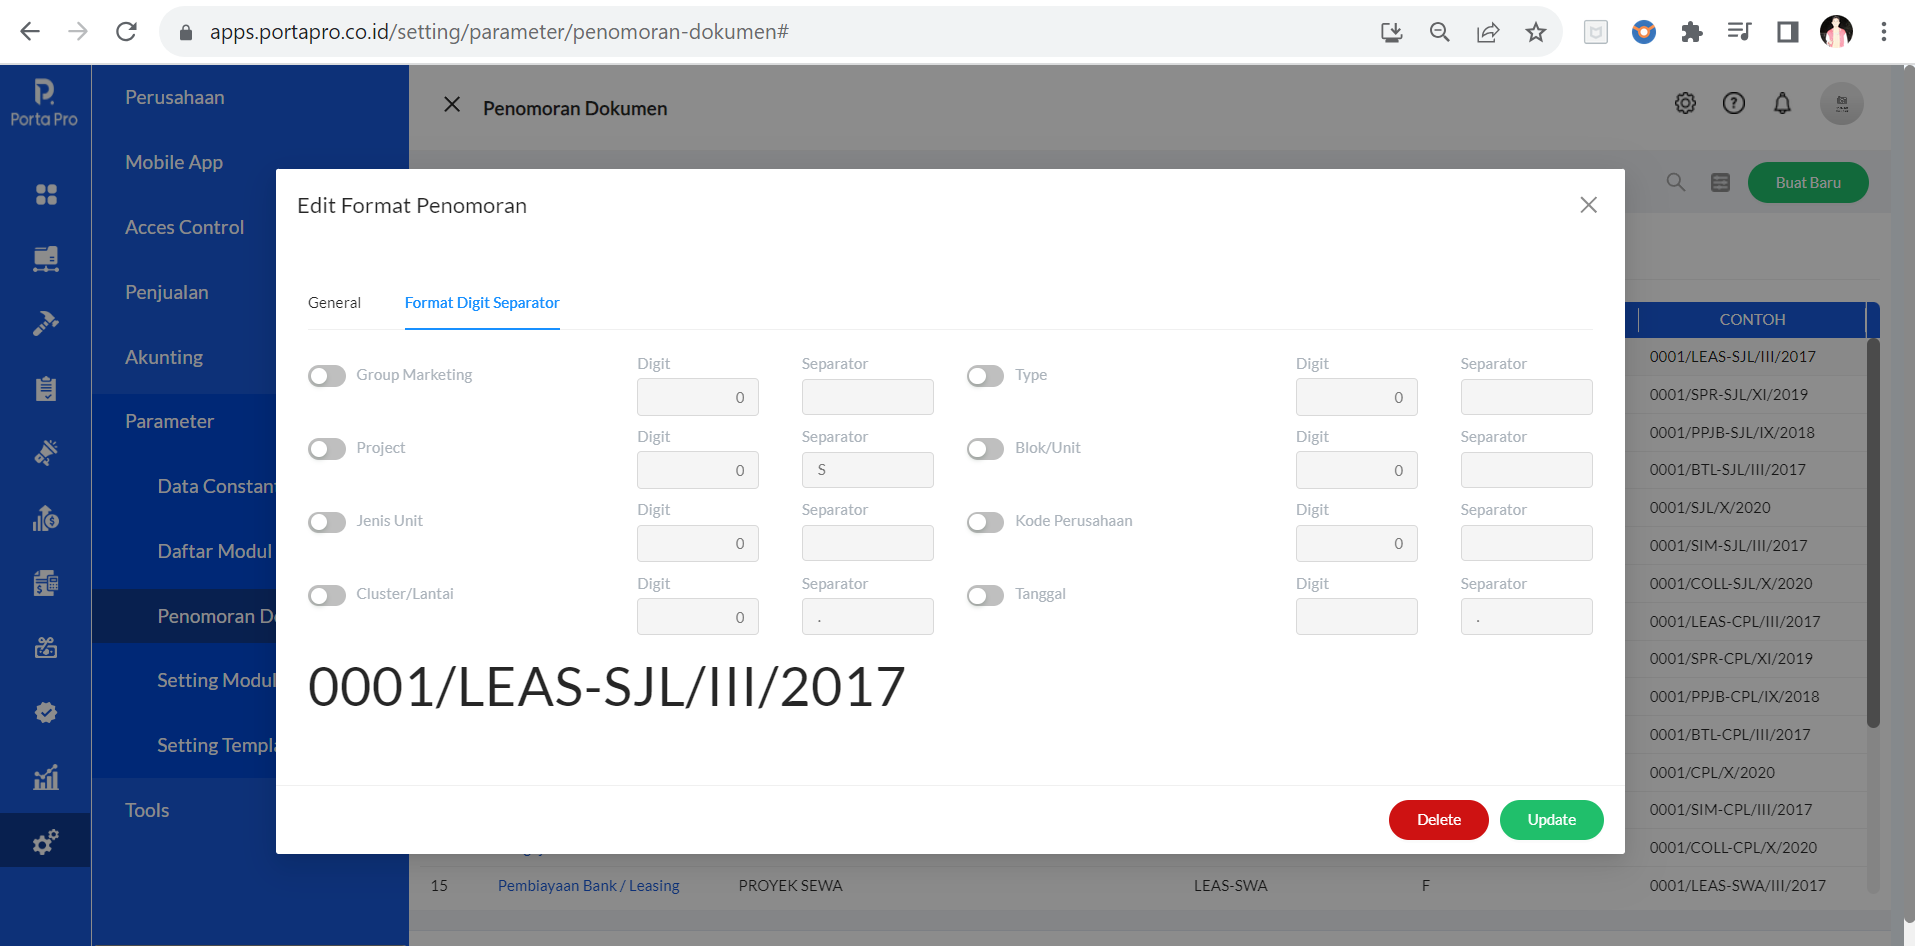 apps.portapro.co.id/setting/parameter/penomoran-dokumen#
Porta Pro
Perusahaan
Mobile App
Acces Control
Penjualan
Akunting
Parameter
Data Constant
Daftar Modul
Penomoran Do
Setting Modul
Setting Templa
Tools
Penomoran Dokumen
Buat Baru
Edit Format Penomoran
General
Format Digit Separator
Group Marketing
Digit
0
Separator
Type
Digit
0
Separator
Project
Digit
0
Separator
S
Blok/Unit
Digit
0
Separator
Jenis Unit
Digit
0
Separator
Kode Perusahaan
Digit
0
Separator
Cluster/Lantai
Digit
0
Separator
.
Tanggal
Digit
Separator
.
0001/LEAS-SJL/III/2017
Delete
Update
CONTOH
0001/LEAS-SJL/III/2017
0001/SPR-SJL/XI/2019
0001/PPJB-SJL/IX/2018
0001/BTL-SJL/III/2017
0001/SJL/X/2020
0001/SIM-SJL/III/2017
0001/COLL-SJL/X/2020
0001/LEAS-CPL/III/2017
0001/SPR-CPL/XI/2019
0001/PPJB-CPL/IX/2018
0001/BTL-CPL/III/2017
0001/CPL/X/2020
0001/SIM-CPL/III/2017
0001/COLL-CPL/X/2020
15 Pembiayaan Bank / Leasing PROYEK SEWA LEAS-SWA F 0001/LEAS-SWA/III/2017